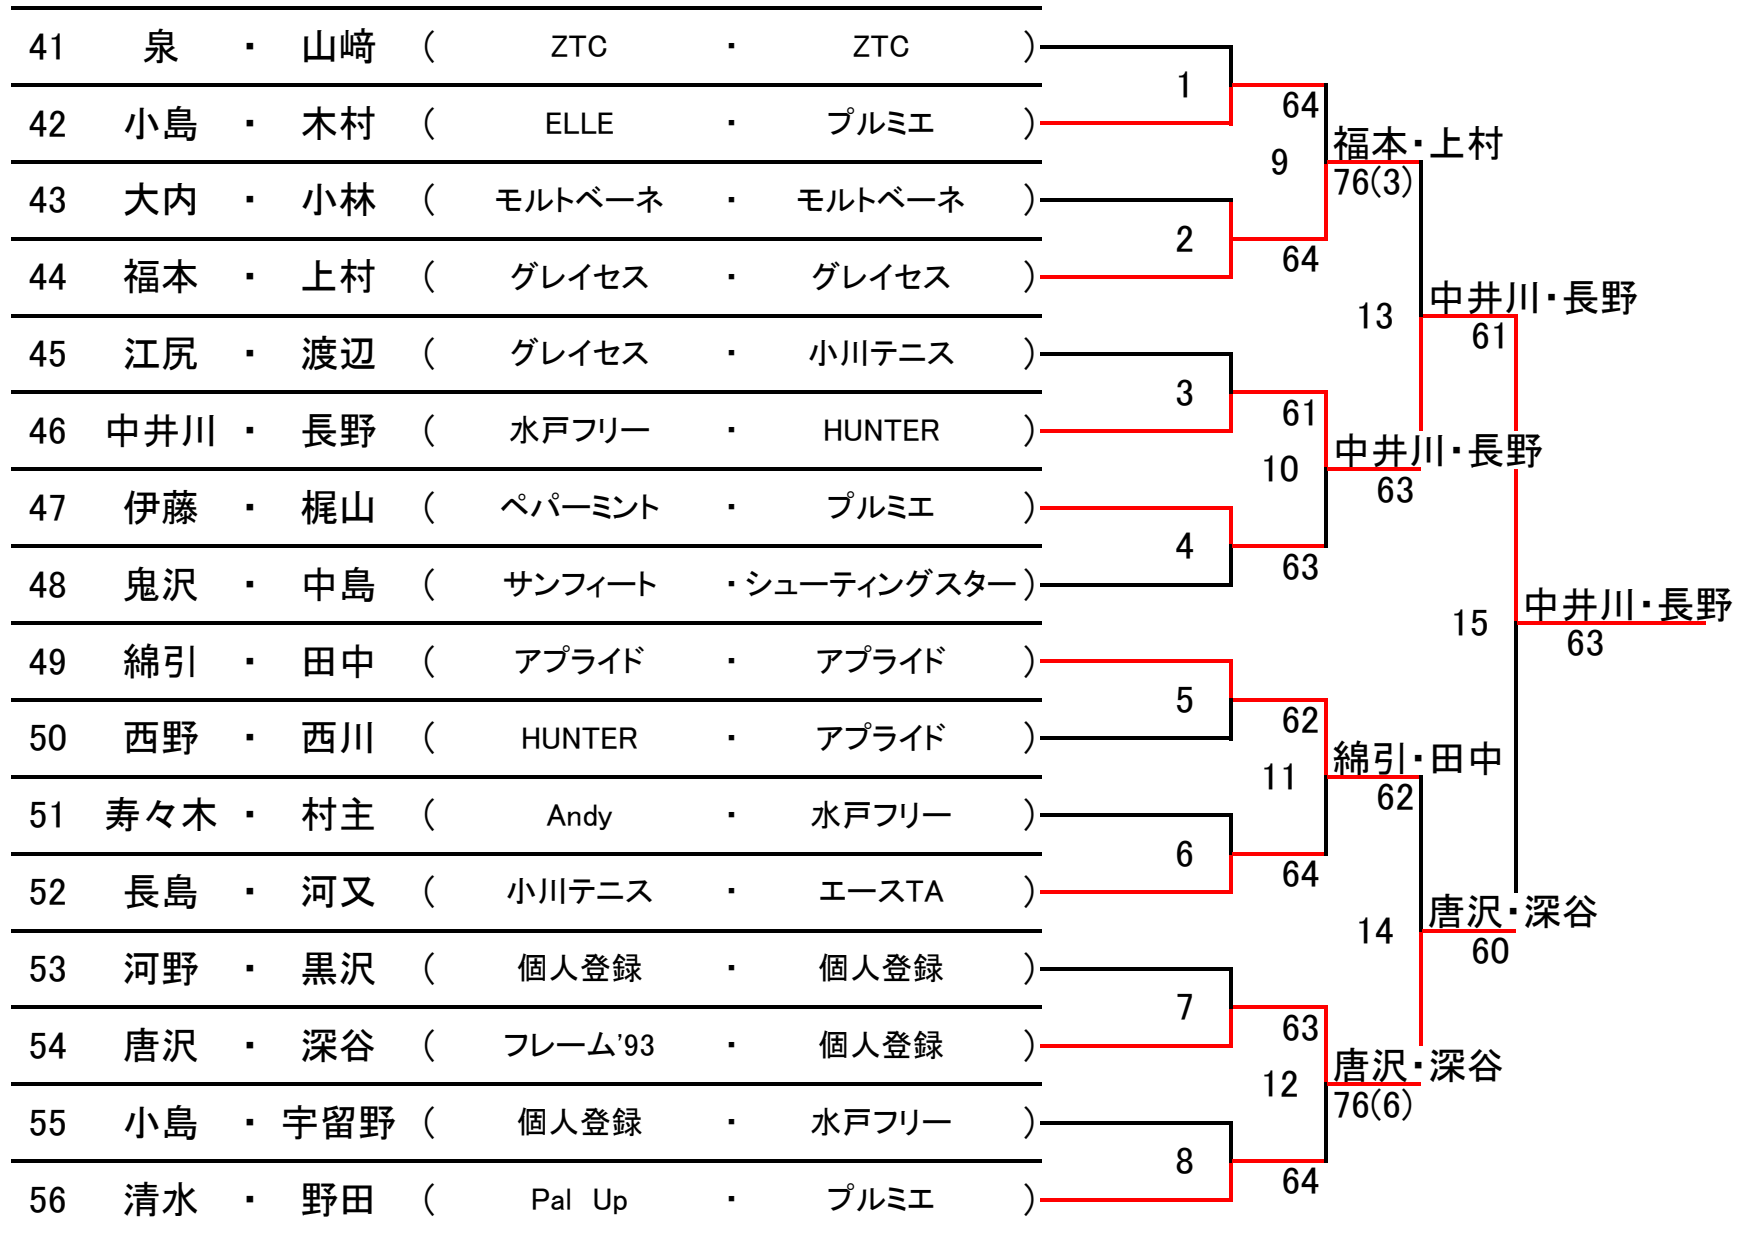 41 泉 ・ 山﨑 ( ZTC ・ ZTC )
1
42 小島 ・ 木村 ( ELLE ・ プルミエ )
64
福本・上村
9
76(3)
43 大内 ・ 小林 ( モルトベーネ ・ モルトベーネ )
2
64
44 福本 ・ 上村 ( グレイセス ・ グレイセス )
13
中井川・長野
61
45 江尻 ・ 渡辺 ( グレイセス ・ 小川テニス )
3
61
46 中井川 ・ 長野 ( 水戸フリー ・ HUNTER )
10
中井川・長野
63
47 伊藤 ・ 梶山 ( ペパーミント ・ プルミエ )
4
63
48 鬼沢 ・ 中島 ( サンフィート ・ シューティングスター )
15
中井川・長野
63
49 綿引 ・ 田中 ( アプライド ・ アプライド )
5
62
50 西野 ・ 西川 ( HUNTER ・ アプライド )
11
綿引・田中
62
51 寿々木 ・ 村主 ( Andy ・ 水戸フリー )
6
64
52 長島 ・ 河又 ( 小川テニス ・ エースTA )
14
唐沢・深谷
60
53 河野 ・ 黒沢 ( 個人登録 ・ 個人登録 )
7
63
54 唐沢 ・ 深谷 ( フレーム'93 ・ 個人登録 )
12
唐沢・深谷
76(6)
55 小島 ・ 宇留野 ( 個人登録 ・ 水戸フリー )
8
64
56 清水 ・ 野田 ( Pal Up ・ プルミエ )